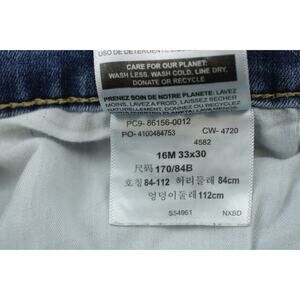 USO DE DETERGENTE
CARE FOR OUR PLANET:
WASH LESS, WASH COLD, LINE DRY,
DONATE OR RECYCLE
PRENEZ SOIN DE NOTRE PLANÈTE:
LAVEZ MOINS, LAVEZ À FROID, LAISSEZ SÉCHER
PC9- 86156-0012
PO- 4100484753 CW- 4720
4582
16M 33x30
尺码 170/84B
호칭 84-112 허리둘레 84cm
엉덩이둘레 112cm
S54961 NXBD